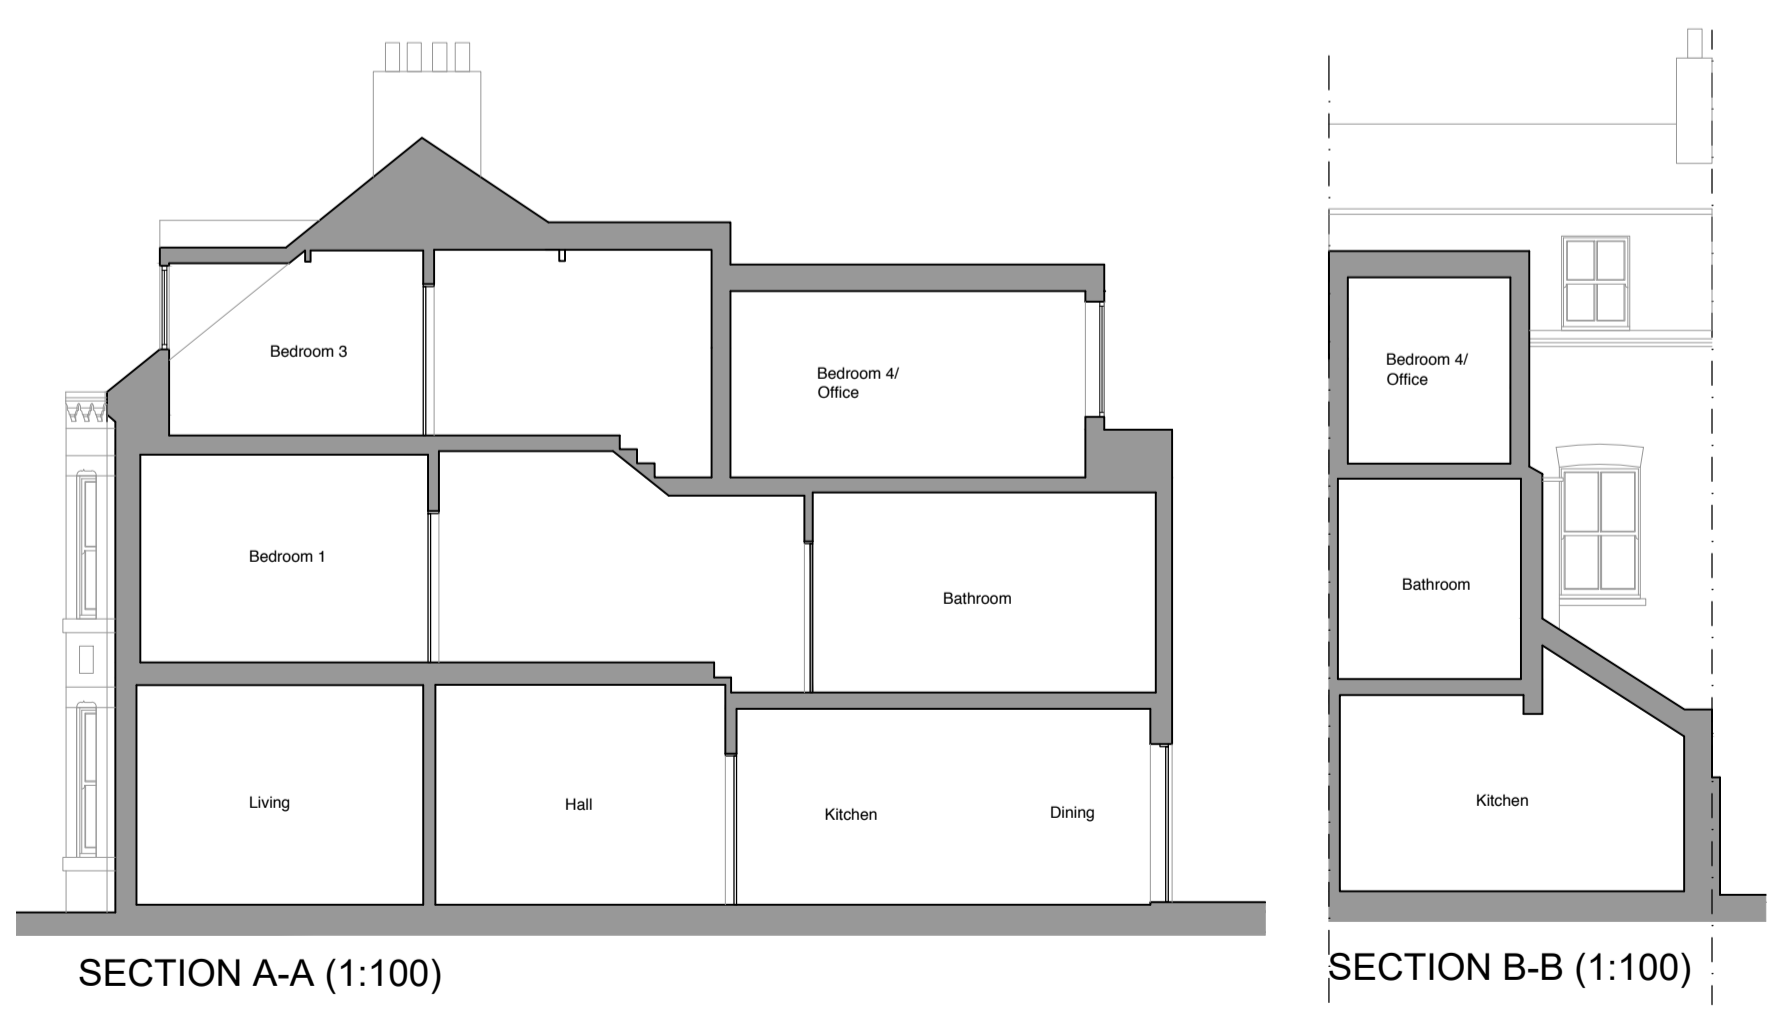 Bedroom 3
Bedroom 4/
Office
Bedroom 1
Bathroom
Living
Hall
Kitchen
Dining
SECTION A-A (1:100)
Bedroom 4/
Office
Bathroom
Kitchen
SECTION B-B (1:100)